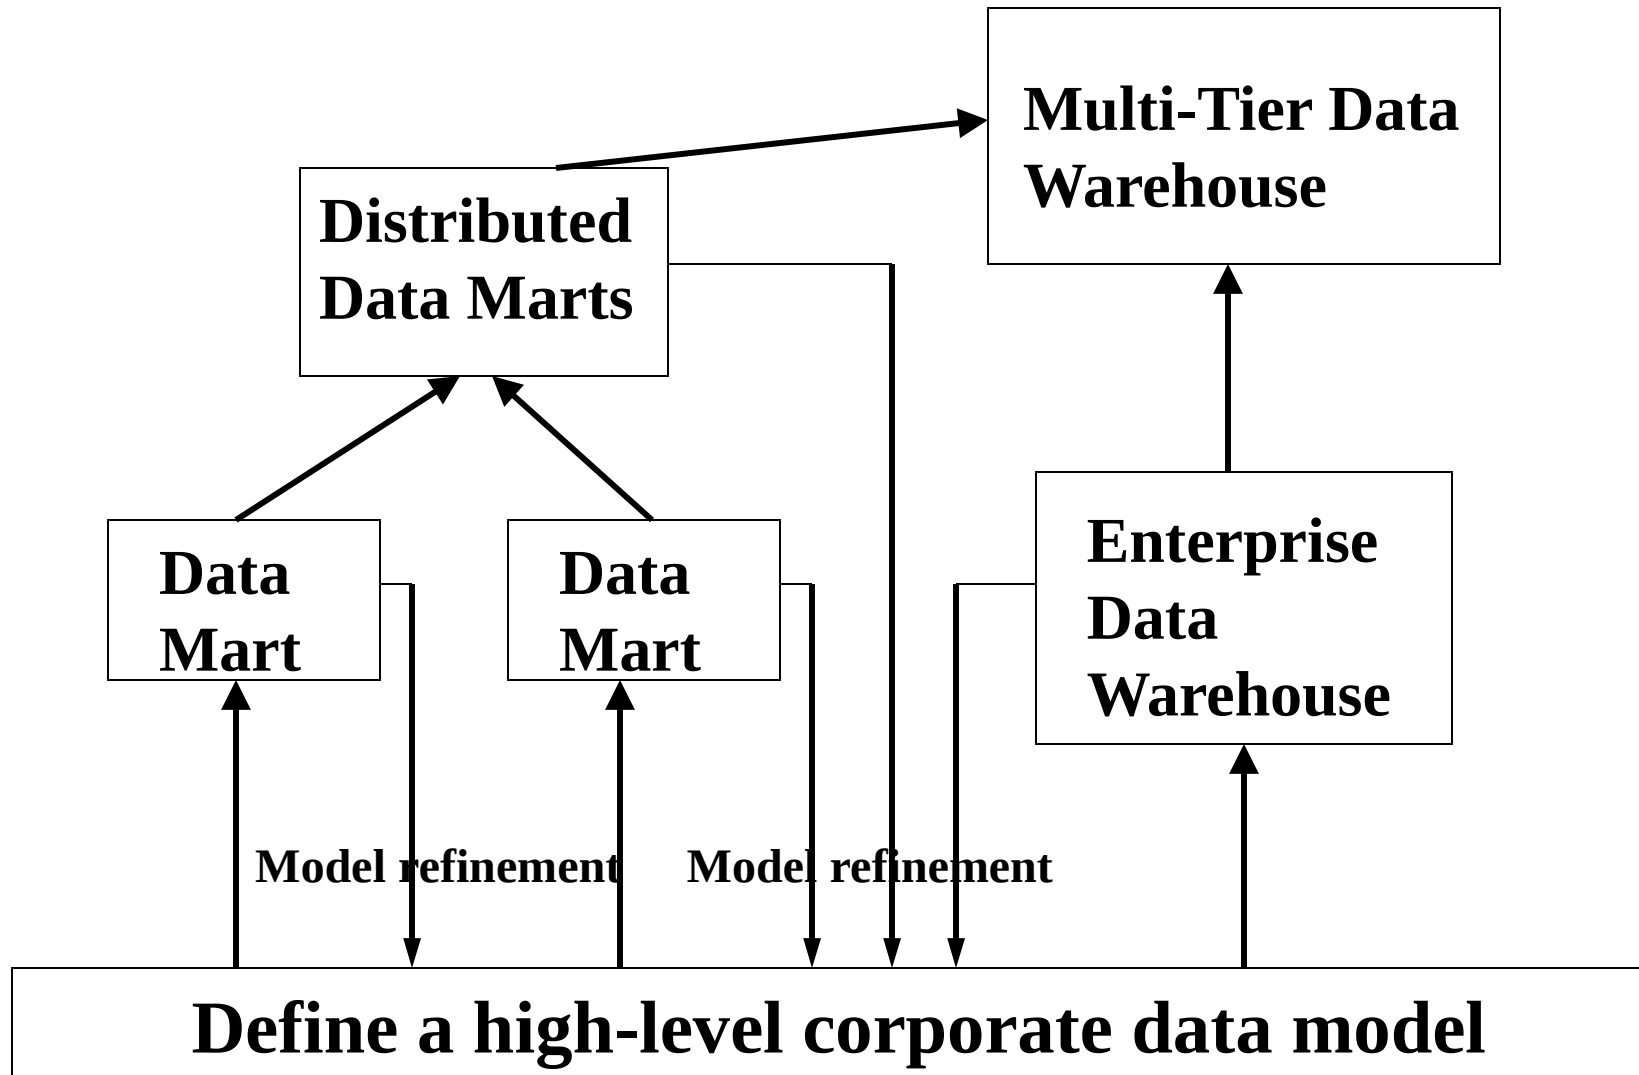 Multi-Tier Data
Warehouse
Distributed
Data Marts
Data
Mart
Data
Mart
Enterprise
Data
Warehouse
Model refinement
Model refinement
Define a high-level corporate data model